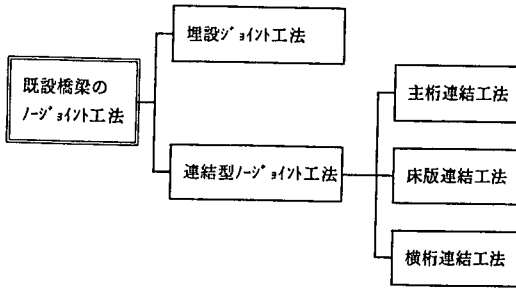 既設橋梁の
ﾉｰｼﾞｮｲﾝﾄ工法
埋設ｼﾞｮｲﾝﾄ工法
連結型ﾉｰｼﾞｮｲﾝﾄ工法
主桁連結工法
床版連結工法
横桁連結工法